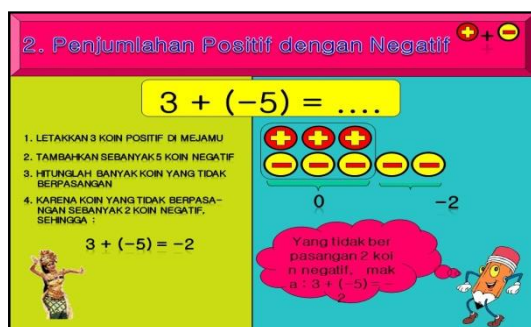 2. Penjumlahan Positif dengan Negatif
+ + −
3 + (−5) = ....
1. LETAKKAN 3 KOIN POSITIF DI MEJAMU
2. TAMBAHKAN SEBANYAK 5 KOIN NEGATIF
3. HITUNGLAH BANYAK KOIN YANG TIDAK
BERPASANGAN
4. KARENA KOIN YANG TIDAK BERPASA–
NGAN SEBANYAK 2 KOIN NEGATIF,
SEHINGGA :
3 + (−5) = −2
+ + +
− − − − −
0 −2
Yang tidak ber
pasangan 2 koi
n negatif, mak
a : 3 + (−5) = −
2